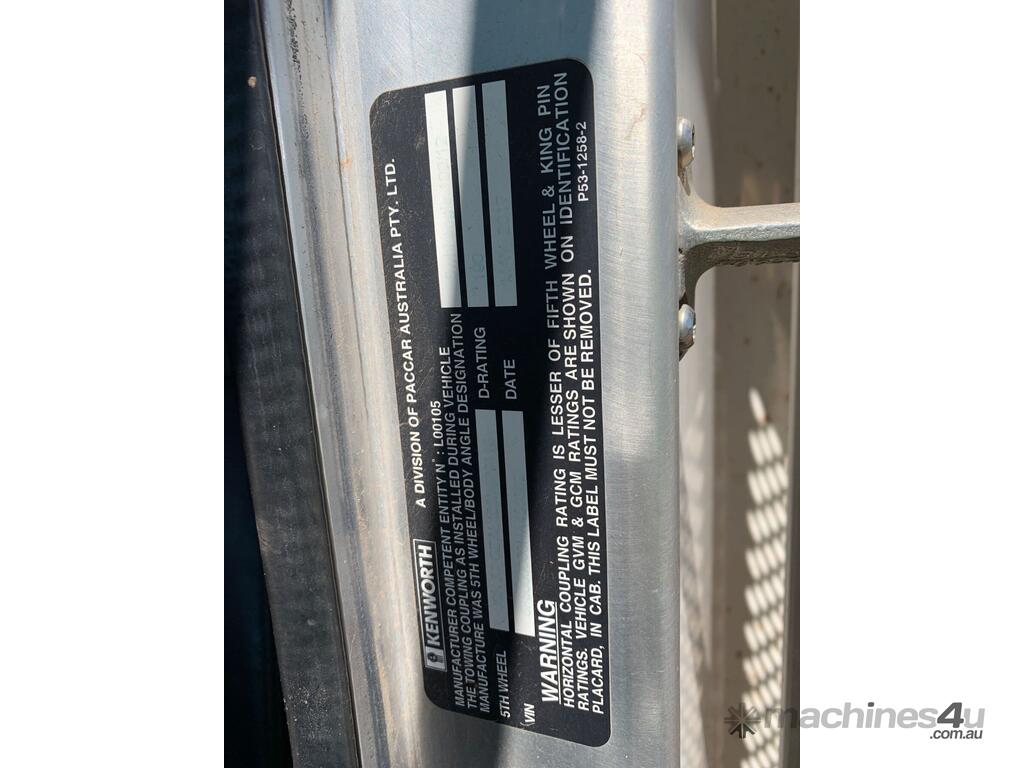 KENWORTH
A DIVISION OF PACCAR AUSTRALIA PTY. LTD.
MANUFACTURER COMPETENT ENTITY N° : L00105
THE TOWING COUPLING AS INSTALLED DURING VEHICLE
MANUFACTURE WAS 5TH WHEEL/BODY ANGLE DESIGNATION
5TH WHEEL D-RATING
VIN DATE
WARNING
HORIZONTAL COUPLING RATING IS LESSER OF FIFTH WHEEL & KING PIN
RATINGS. VEHICLE GVM & GCM RATINGS ARE SHOWN ON IDENTIFICATION
PLACARD, IN CAB. THIS LABEL MUST NOT BE REMOVED.
P53-1258-2
machines4u
.com.au